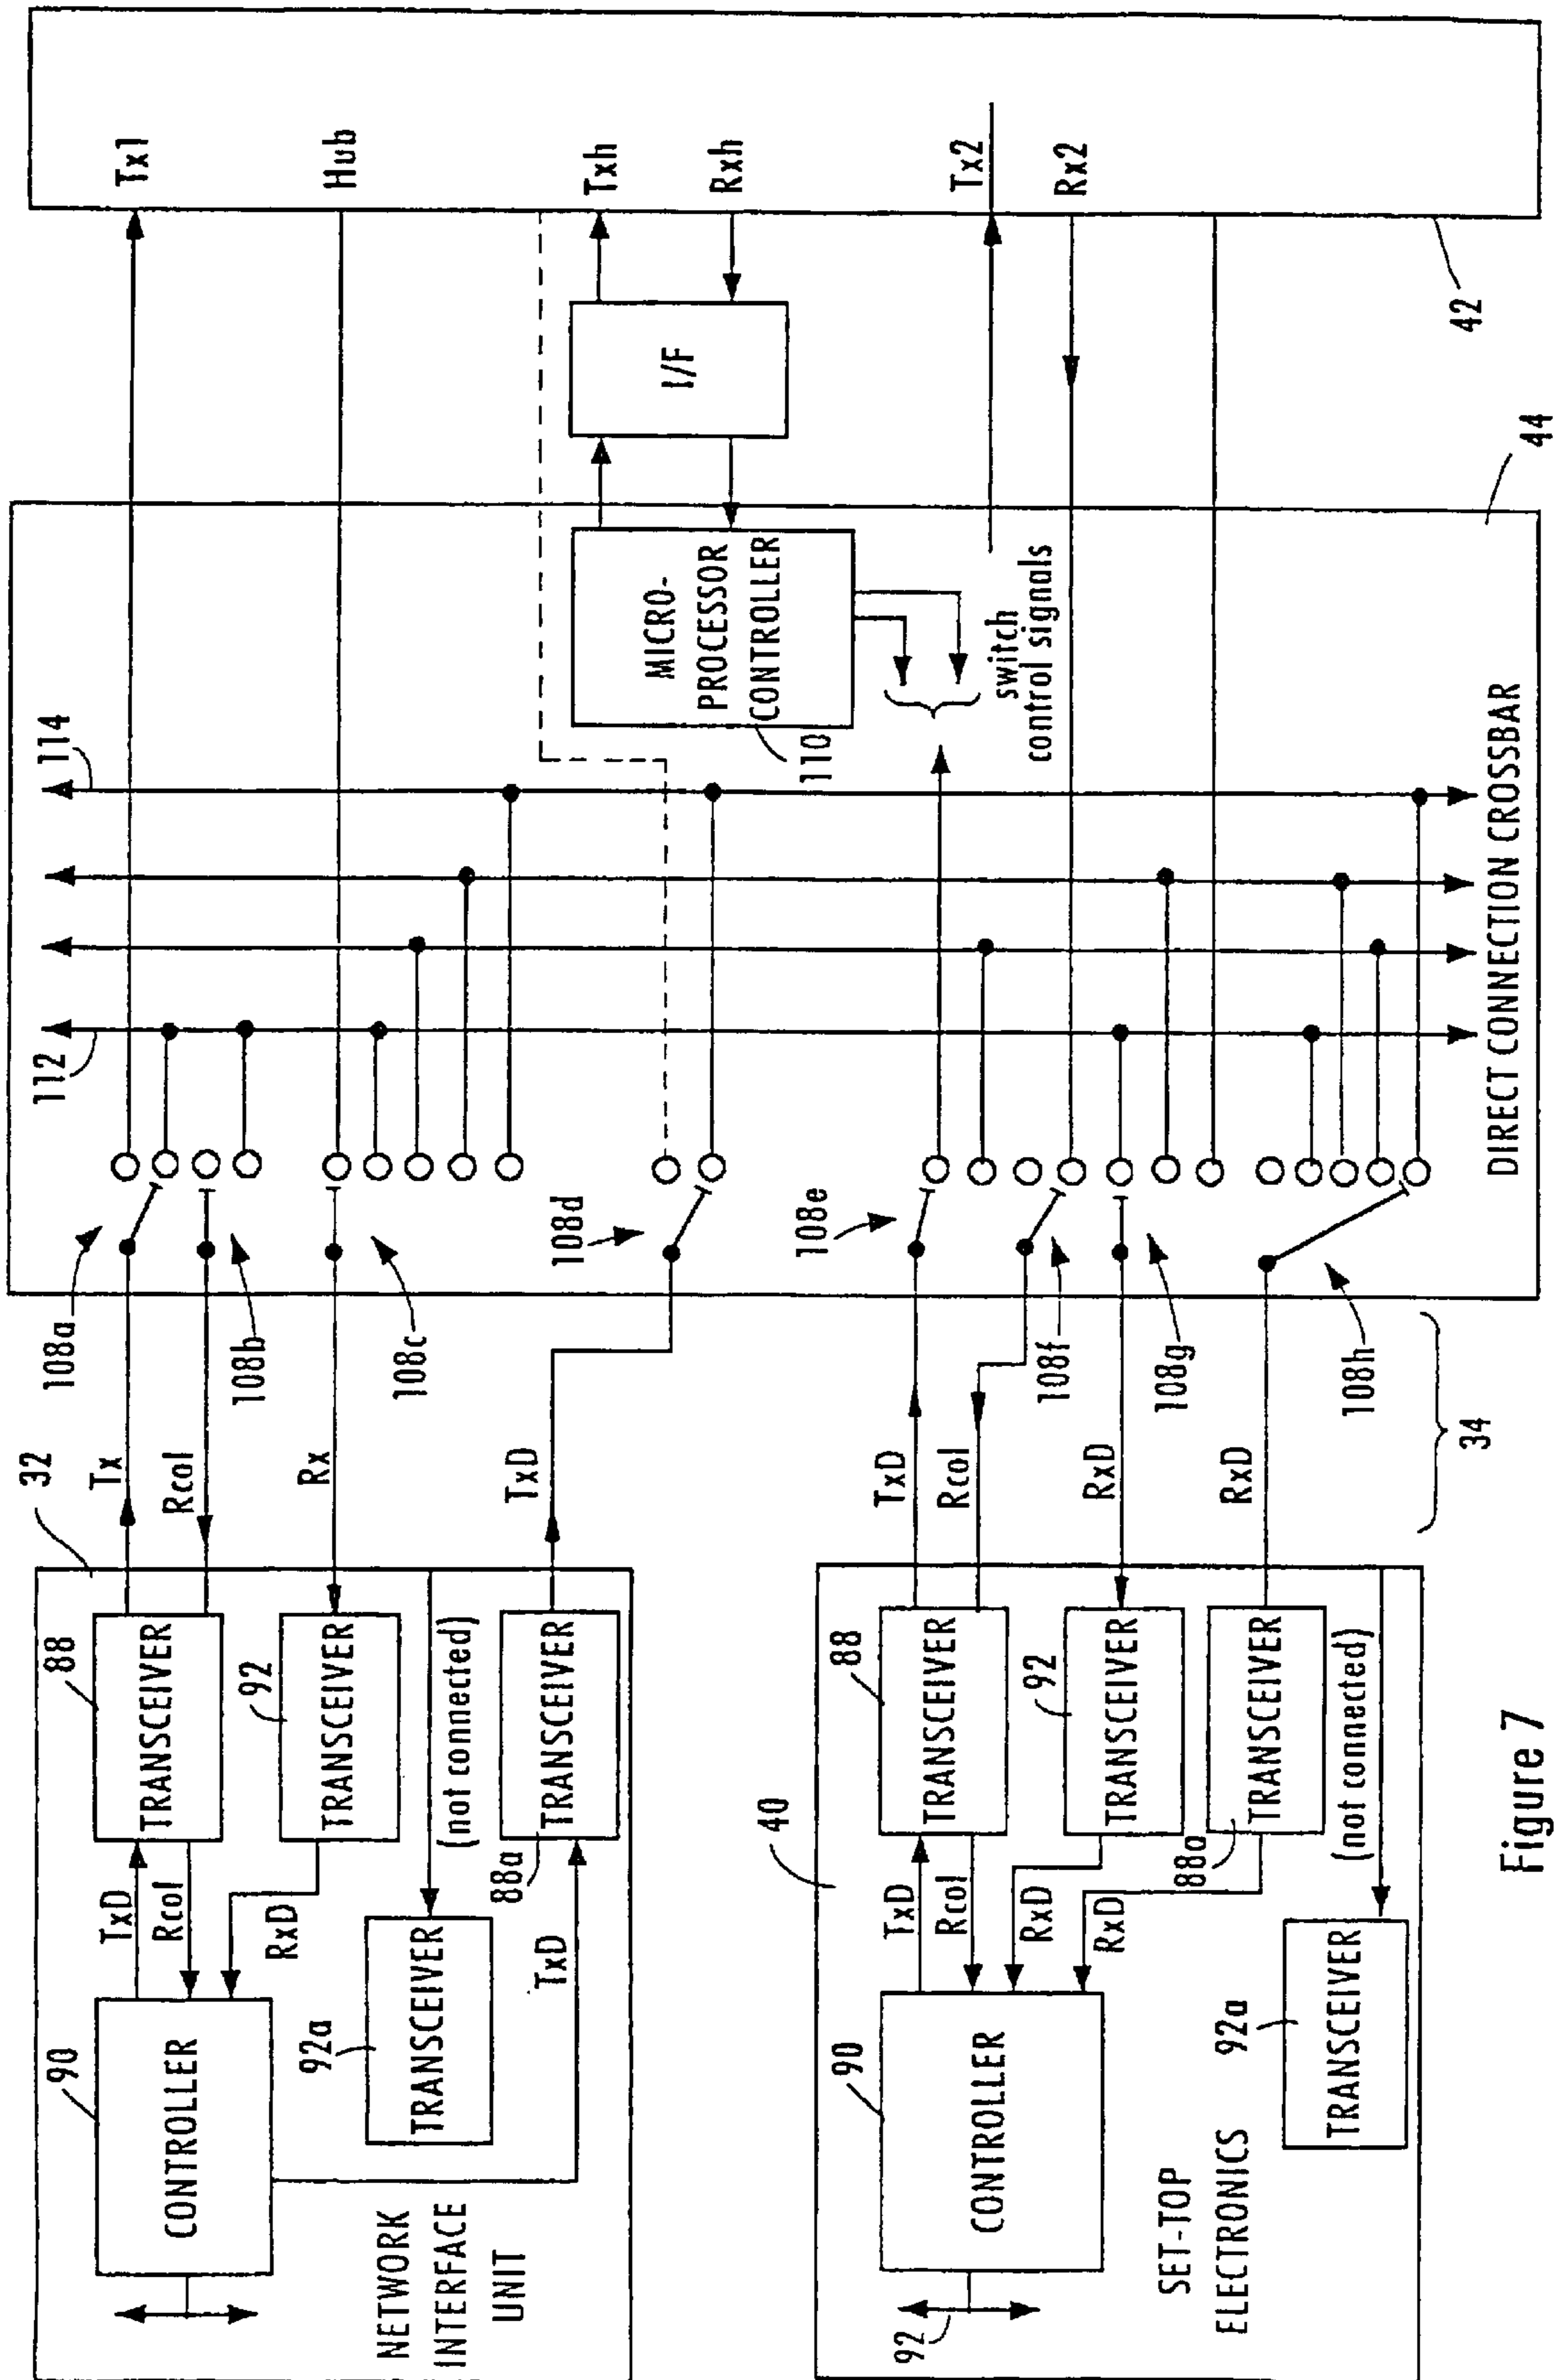 Tx1
Hub
Txh
Rxh
Tx2
Rx2
42
I/F
44
MICRO-
PROCESSOR
CONTROLLER
110
switch
control signals
114
112
DIRECT CONNECTION CROSSBAR
108a
108b
108c
108d
108e
108f
108g
108h
34
32
Tx
Rcol
Rx
TxD
TxD
Rcol
RxD
RxD
88
TRANSCEIVER
92
TRANSCEIVER
(not connected)
88a
TRANSCEIVER
TxD
Rcol
RxD
TxD
90
CONTROLLER
92a
TRANSCEIVER
NETWORK
INTERFACE
UNIT
40
88
TRANSCEIVER
92
TRANSCEIVER
88a
TRANSCEIVER
(not connected)
TxD
Rcol
RxD
RxD
90
CONTROLLER
92
92a
TRANSCEIVER
SET-TOP
ELECTRONICS
Figure 7